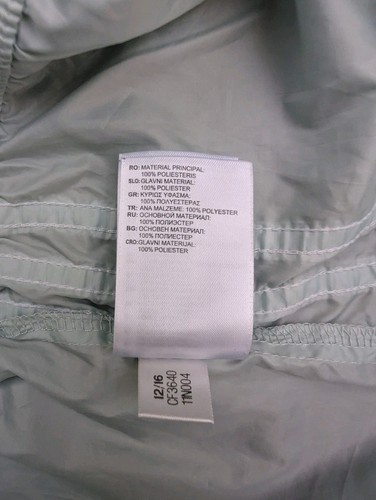 RO: MATERIAL PRINCIPAL:
100% POLIESTERIS
SLO: GLAVNI MATERIAL:
100% POLIESTER
GR: ΚΥΡΙΩΣ ΥΦΑΣΜΑ:
100% ΠΟΛΥΕΣΤΕΡΑΣ
TR: ANA MALZEME: 100% POLYESTER
RU: ОСНОВНОЙ МАТЕРИАЛ:
100% ПОЛИЭСТЕР
BG: ОСНОВЕН МАТЕРИАЛ:
100% ПОЛИЕСТЕР
CRO: GLAVNI MATERIJAL:
100% POLIESTER
12/16
CF3640
11N004